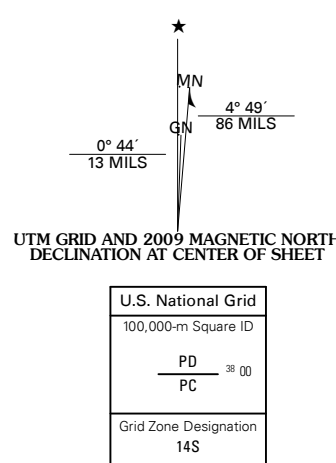 MN
4° 49´
86 MILS
GN
0° 44´
13 MILS
UTM GRID AND 2009 MAGNETIC NORTH
DECLINATION AT CENTER OF SHEET
U.S. National Grid
100,000-m Square ID
PD
38 00
PC
Grid Zone Designation
14S